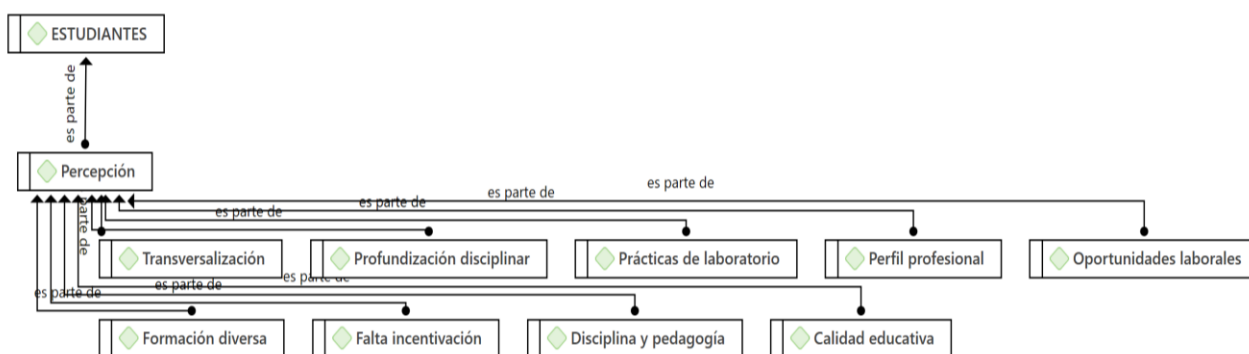 ESTUDIANTES
es parte de
Percepción
es parte de
es parte de
es parte de
es parte de
parte de
Transversalización
Profundización disciplinar
Prácticas de laboratorio
Perfil profesional
Oportunidades laborales
es parte de
es parte de
es parte de
Formación diversa
Falta incentivación
Disciplina y pedagogía
Calidad educativa